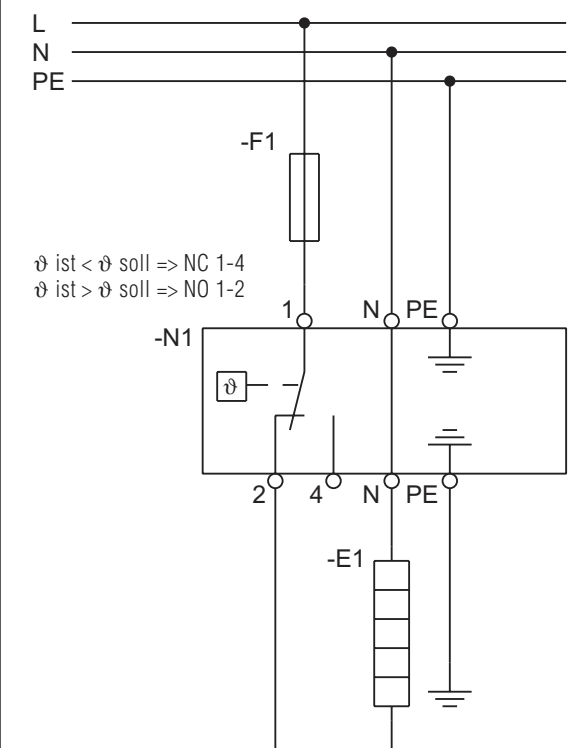 L
N
PE
-F1
ϑ ist < ϑ soll => NC 1-4
ϑ ist > ϑ soll => NO 1-2
1 N PE
-N1
ϑ
2 4 N PE
-E1